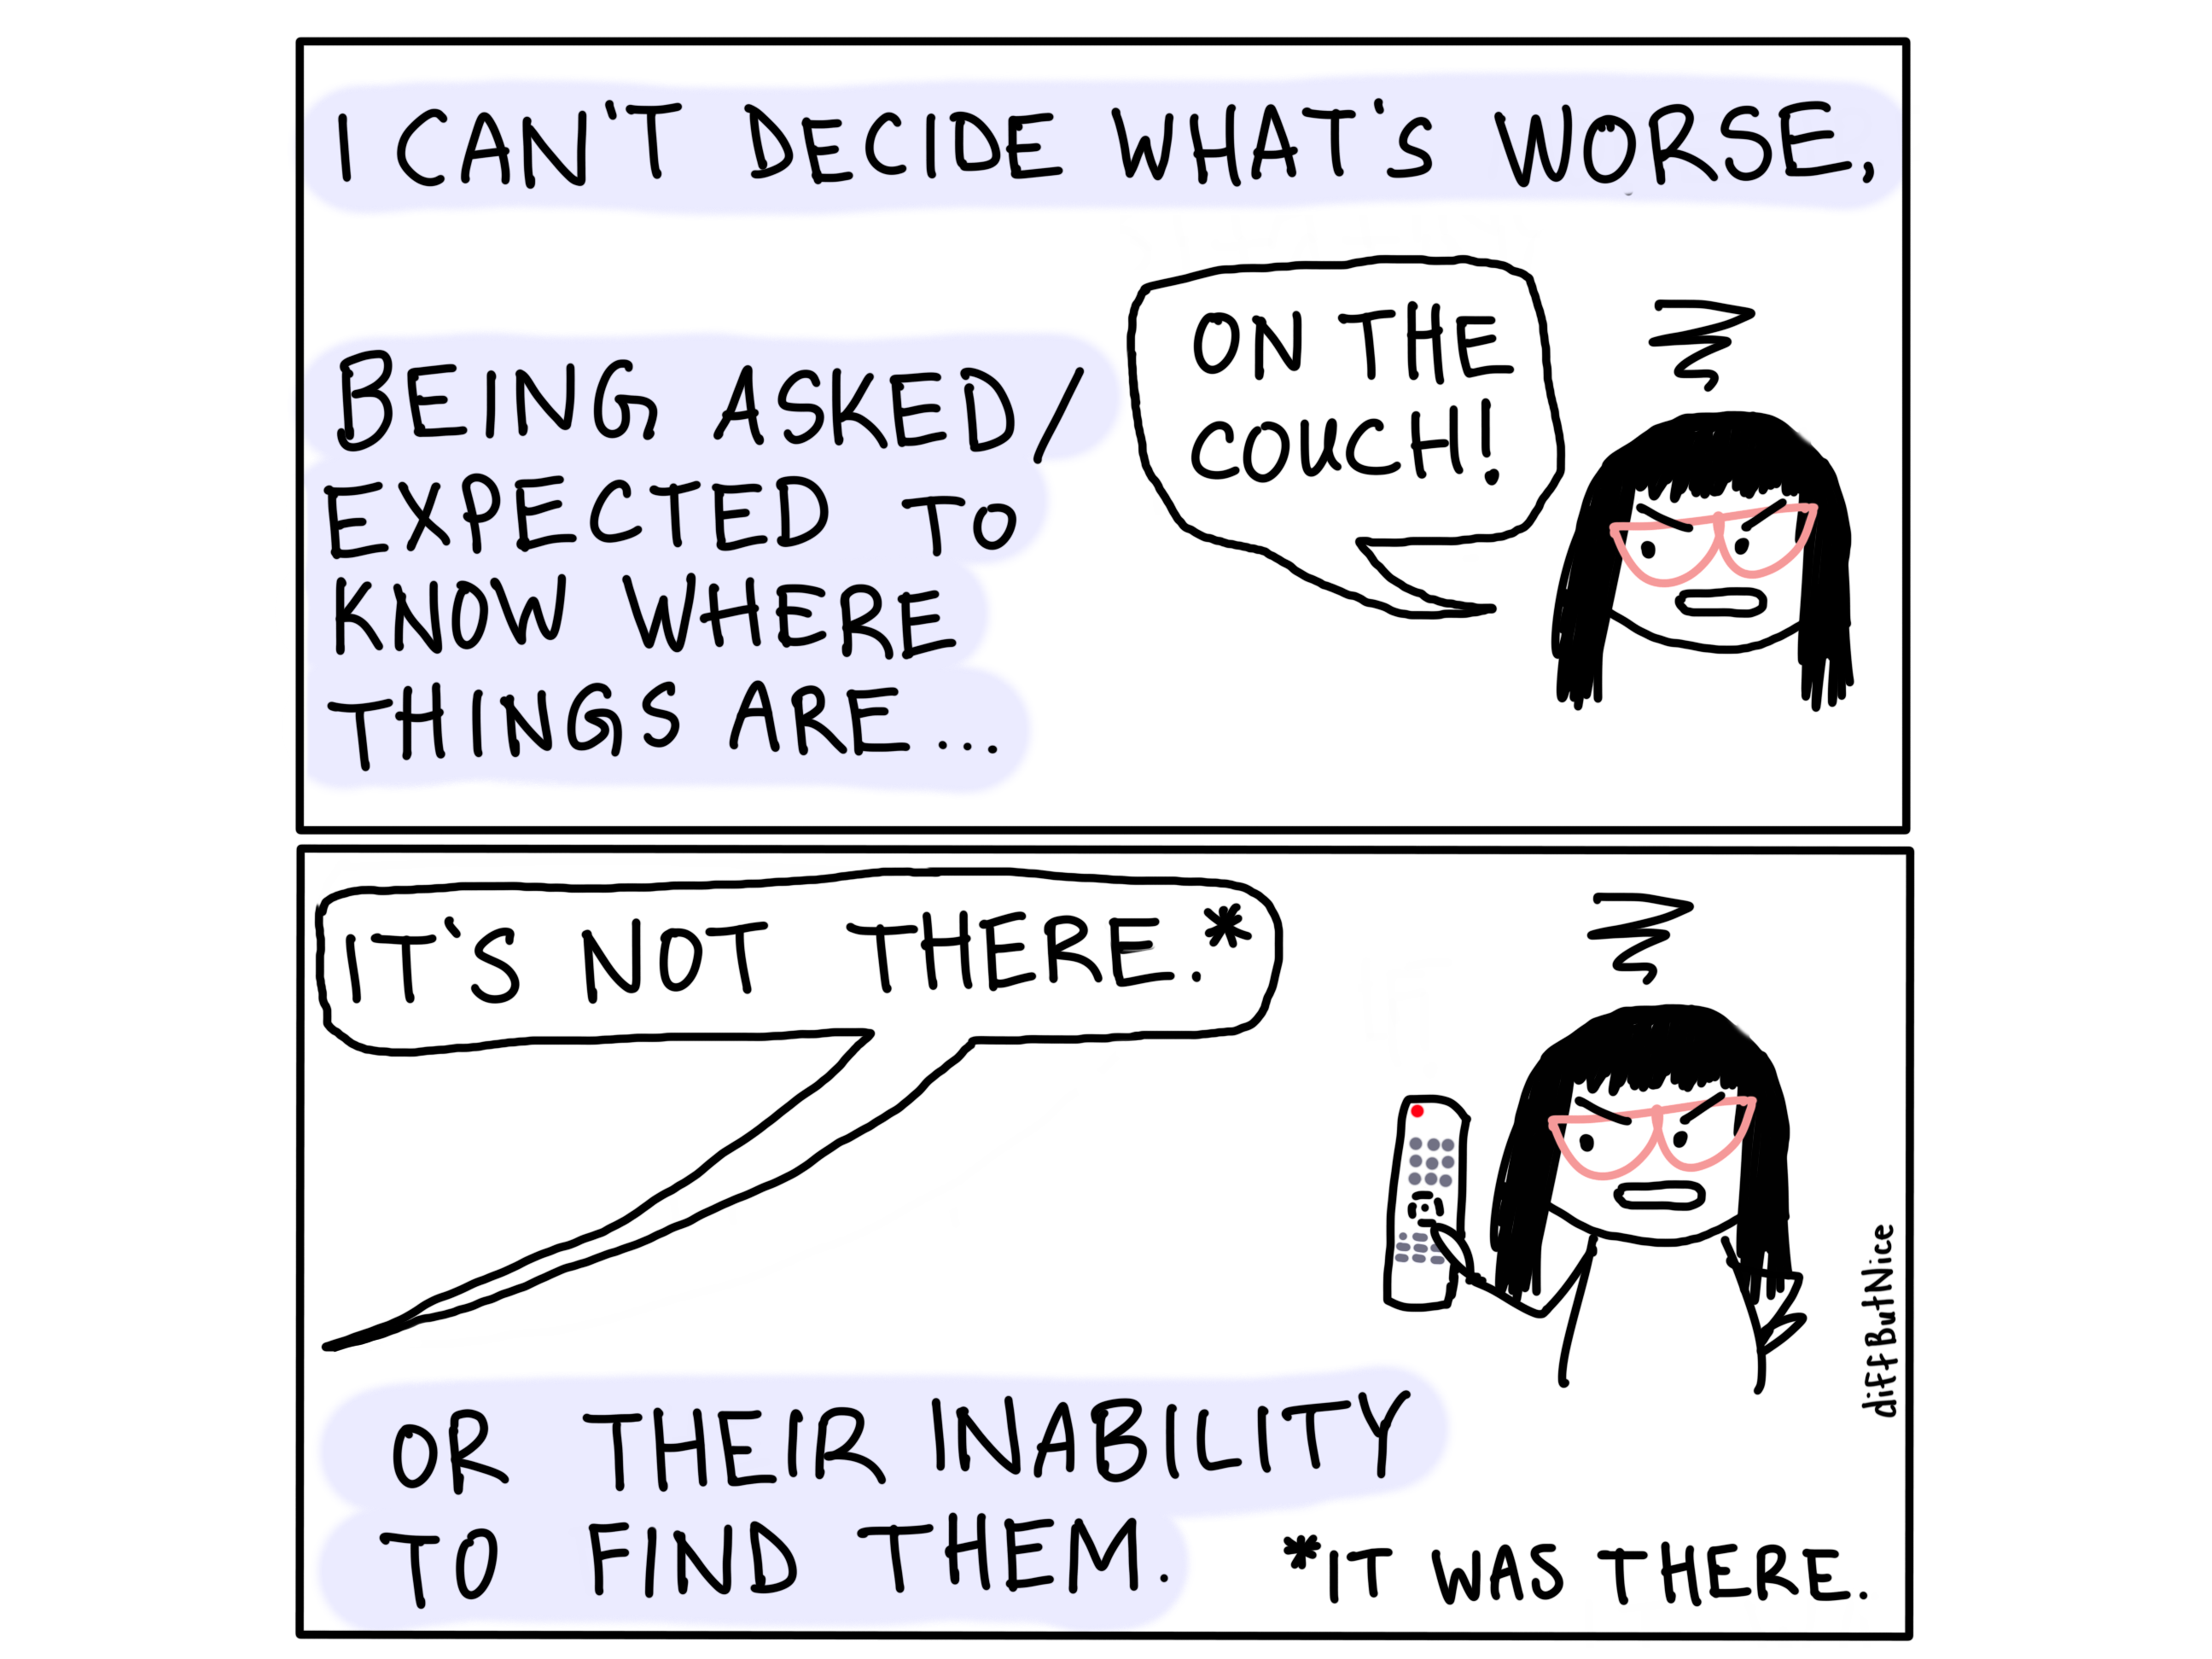 I CAN'T DECIDE WHAT'S WORSE,
BEING ASKED/
EXPECTED TO
KNOW WHERE
THINGS ARE...
ON THE
COUCH!
IT'S NOT THERE.*
OR THEIR INABILITY
TO FIND THEM.
*IT WAS THERE.
diffButNice